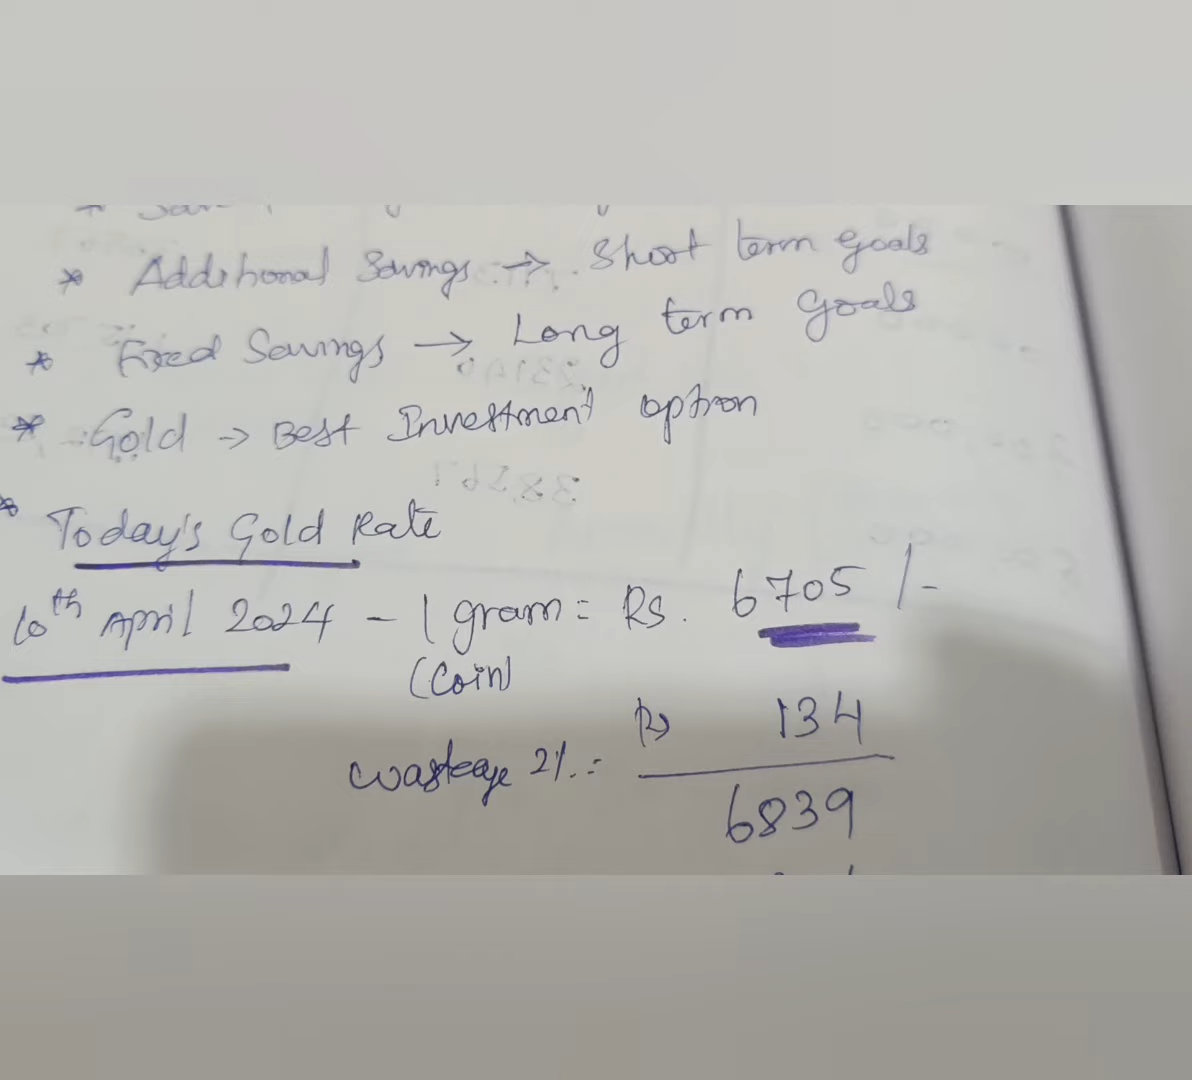 * Additional Savings → Short term goals
* Fixed Savings → Long term goals
* Gold → Best Investment option
* Today's Gold Rate
10th April 2024 - 1 gram = Rs. 6705 /-
(Coin)
wastage 2% = Rs 134
6839